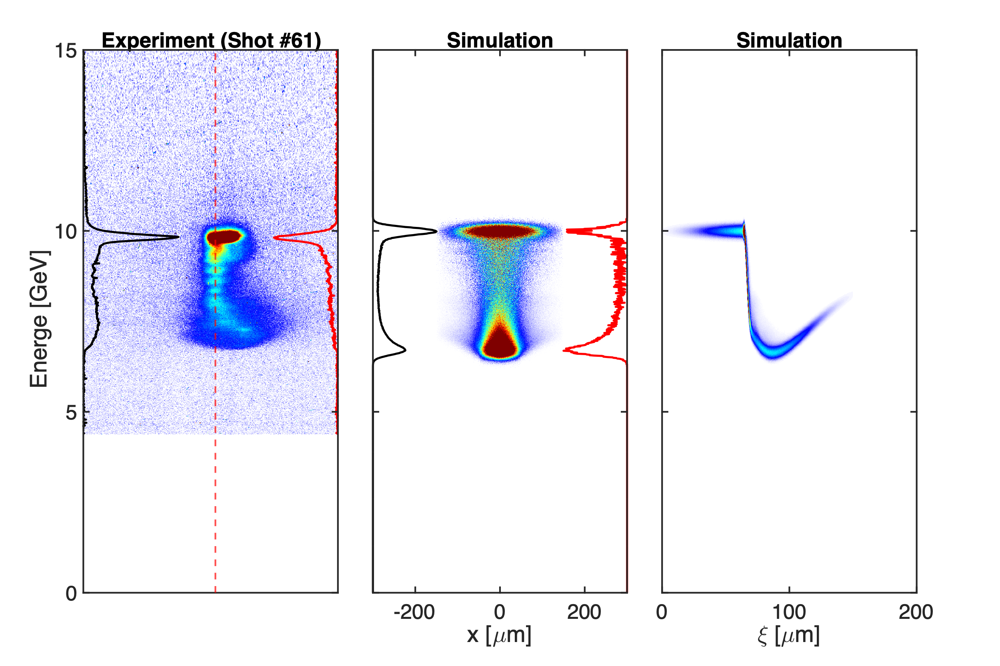 Experiment (Shot #61)
Simulation
Simulation
15
10
5
0
Energe [GeV]
-200 0 200
x [μm]
0 100 200
ξ [μm]